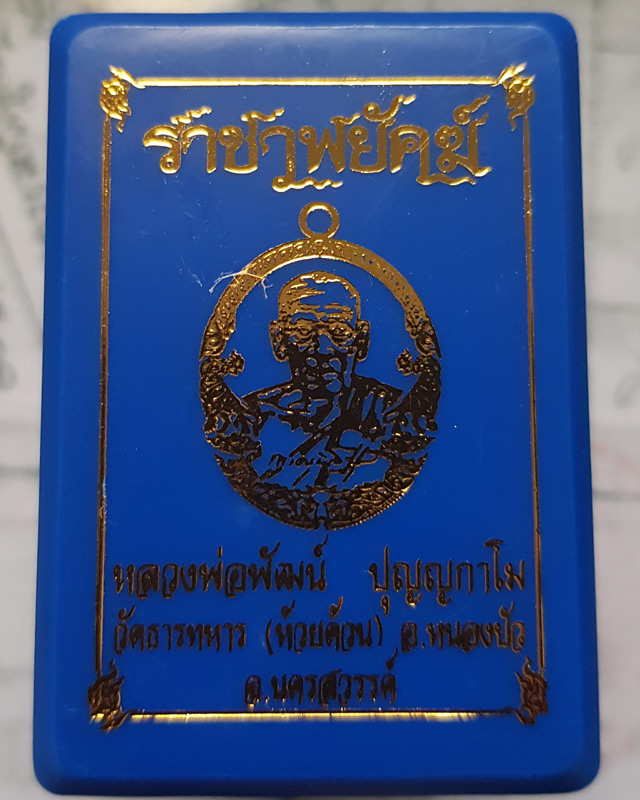 ราชาพยัคฆ์
หลวงพ่อพัฒน์ ปุญญกาโม
วัดธารทหาร (ห้วยด้วน) อ.หนองบัว
จ.นครสวรรค์